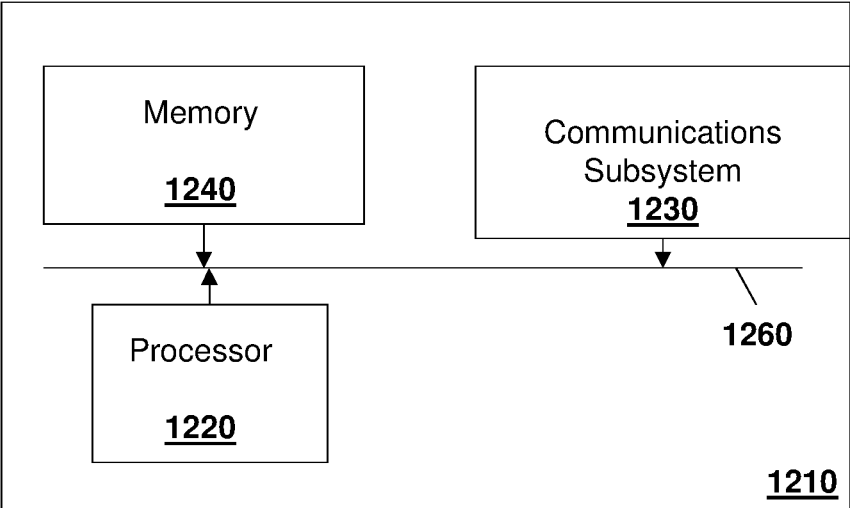 Memory
1240
Communications
Subsystem
1230
1260
Processor
1220
1210